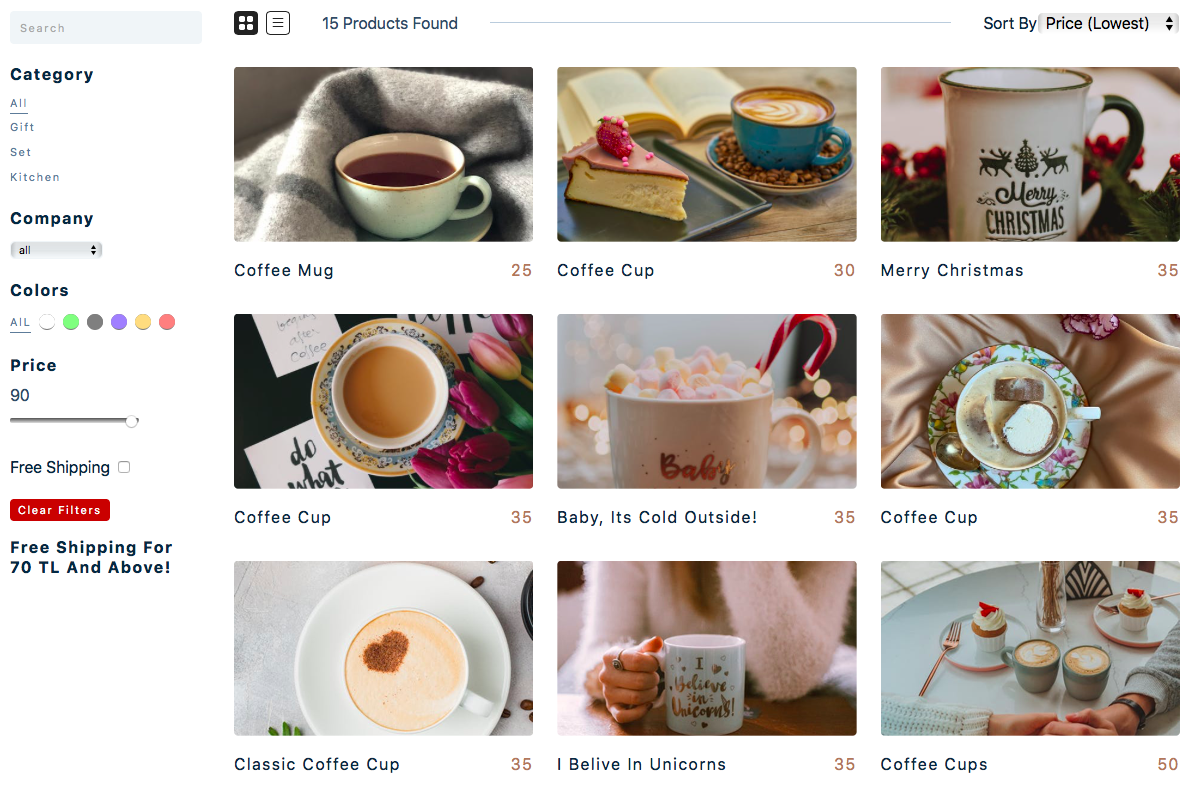 Search
15 Products Found
Sort By Price (Lowest)
Category
All
Gift
Set
Kitchen
Company
all
Colors
ALL
Price
90
Free Shipping
Clear Filters
Free Shipping For
70 TL And Above!
Merry
CHRISTMAS
Coffee Mug 25
Coffee Cup 30
Merry Christmas 35
after
coffee
do
what
Baby
Coffee Cup 35
Baby, Its Cold Outside! 35
Coffee Cup 35
I
Believe
in
Unicorns!
Classic Coffee Cup 35
I Belive In Unicorns 35
Coffee Cups 50